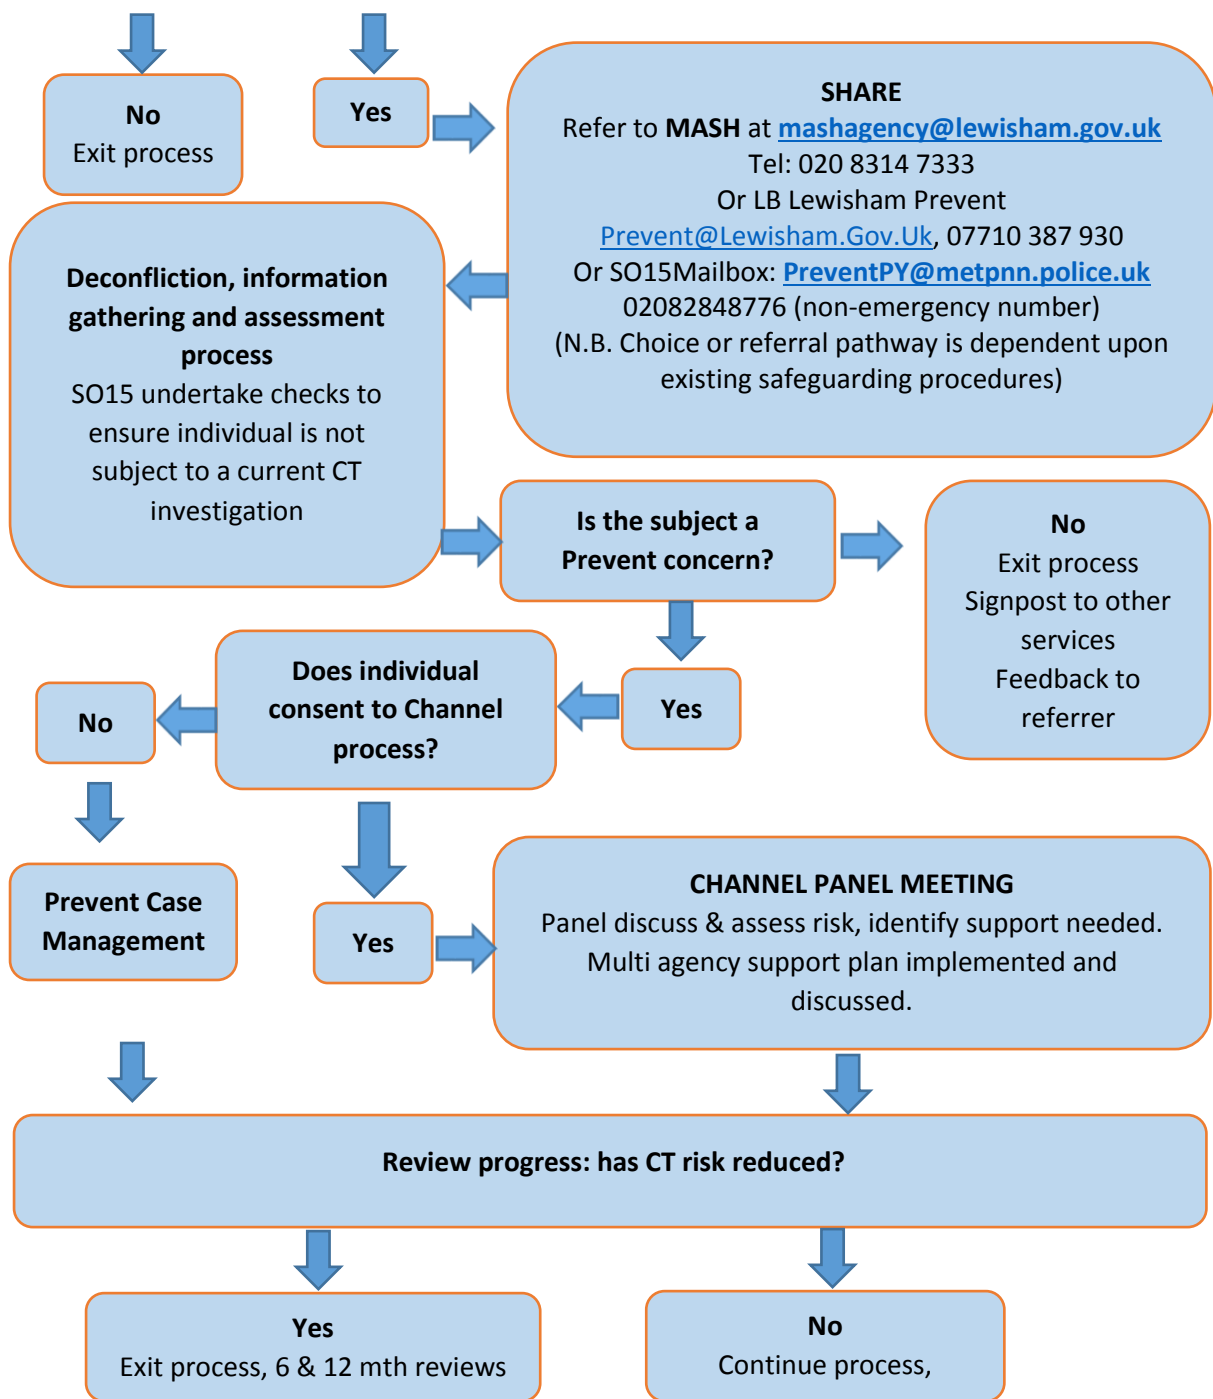 No
Exit process
Yes
SHARE
Refer to MASH at mashagency@lewisham.gov.uk
Tel: 020 8314 7333
Or LB Lewisham Prevent
Prevent@Lewisham.Gov.Uk, 07710 387 930
Or SO15Mailbox: PreventPY@metpnn.police.uk
02082848776 (non-emergency number)
(N.B. Choice or referral pathway is dependent upon
existing safeguarding procedures)
Deconfliction, information
gathering and assessment
process
SO15 undertake checks to
ensure individual is not
subject to a current CT
investigation
Is the subject a
Prevent concern?
No
Exit process
Signpost to other
services
Feedback to
referrer
Yes
Does individual
consent to Channel
process?
No
Prevent Case
Management
Yes
CHANNEL PANEL MEETING
Panel discuss & assess risk, identify support needed.
Multi agency support plan implemented and
discussed.
Review progress: has CT risk reduced?
Yes
Exit process, 6 & 12 mth reviews
No
Continue process,